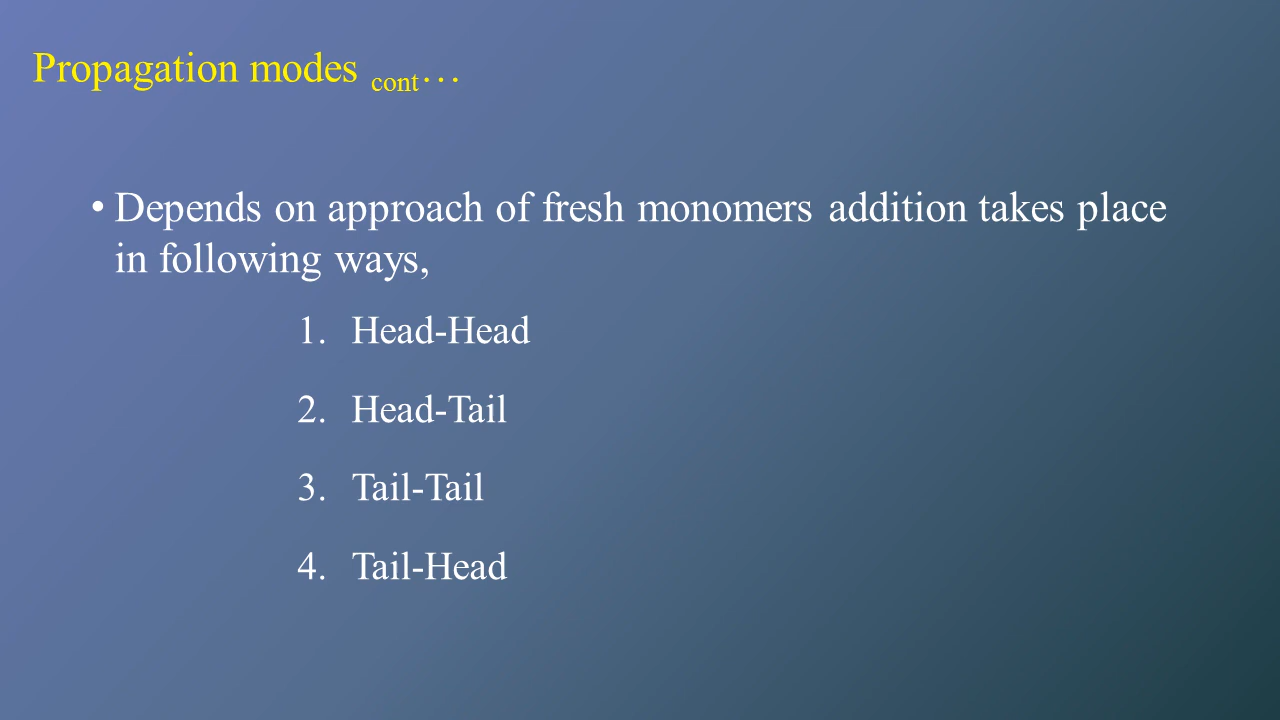 Propagation modes cont…
• Depends on approach of fresh monomers addition takes place
in following ways,
1. Head-Head
2. Head-Tail
3. Tail-Tail
4. Tail-Head